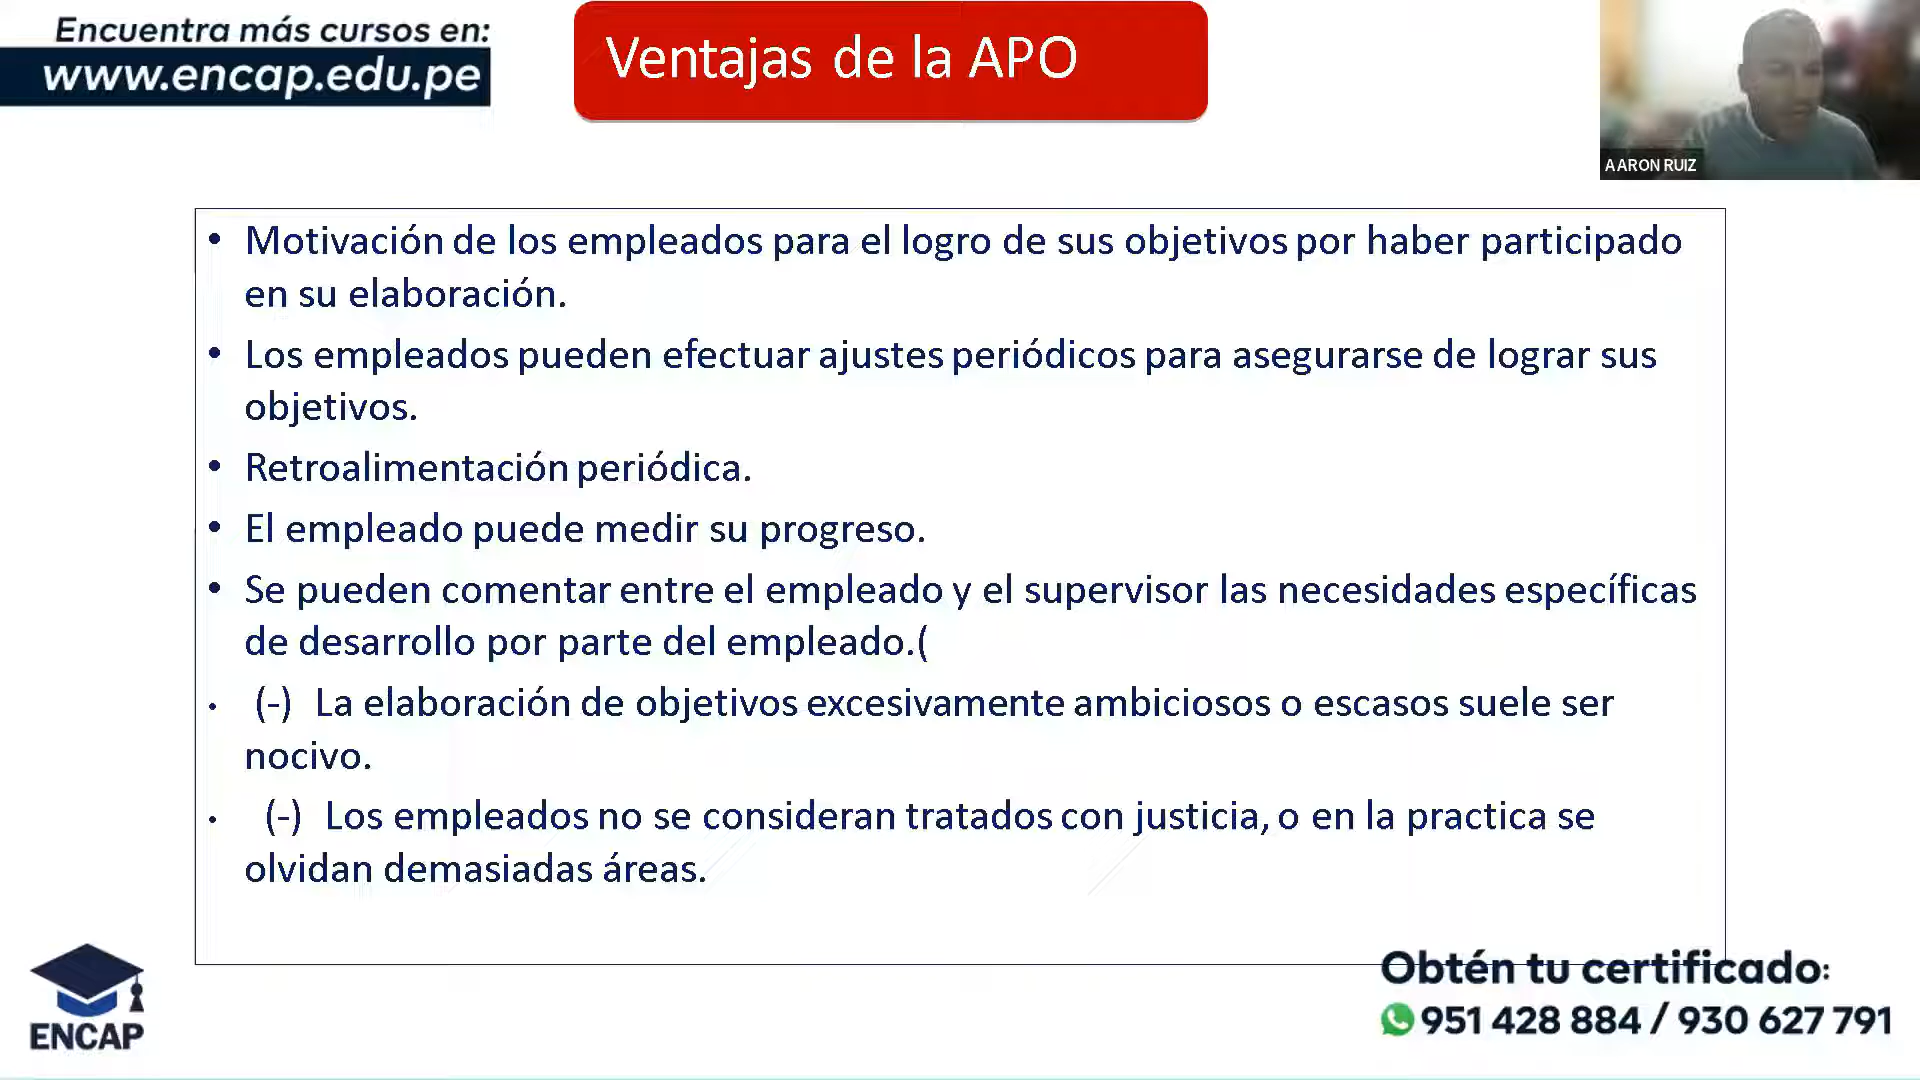 Encuentra más cursos en:
www.encap.edu.pe
Ventajas de la APO
AARON RUIZ
• Motivación de los empleados para el logro de sus objetivos por haber participado
en su elaboración.
• Los empleados pueden efectuar ajustes periódicos para asegurarse de lograr sus
objetivos.
• Retroalimentación periódica.
• El empleado puede medir su progreso.
• Se pueden comentar entre el empleado y el supervisor las necesidades específicas
de desarrollo por parte del empleado.(
• (-) La elaboración de objetivos excesivamente ambiciosos o escasos suele ser
nocivo.
• (-) Los empleados no se consideran tratados con justicia, o en la practica se
olvidan demasiadas áreas.
ENCAP
Obtén tu certificado:
951 428 884 / 930 627 791